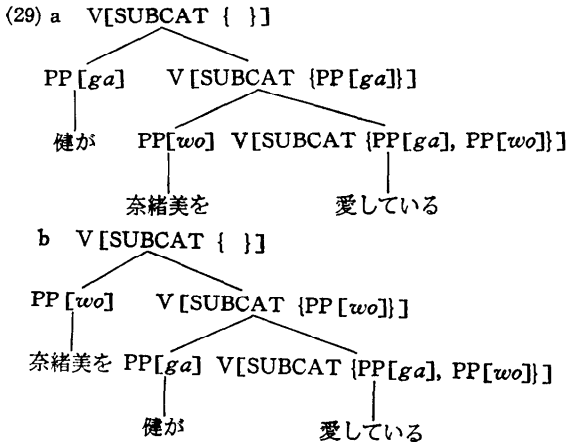 (29) a V[SUBCAT { }]
PP[ga] V[SUBCAT {PP[ga]}]
健が PP[wo] V[SUBCAT {PP[ga], PP[wo]}]
奈緒美を 愛している
b V[SUBCAT { }]
PP[wo] V[SUBCAT {PP[wo]}]
奈緒美を PP[ga] V[SUBCAT {PP[ga], PP[wo]}]
健が 愛している